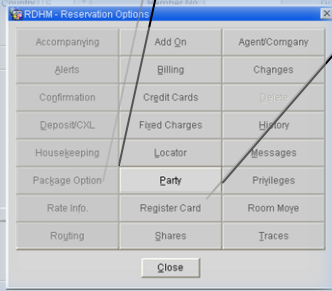 RDHM - Reservation Options
Accompanying Add On Agent/Company
Alerts Billing Changes
Confirmation Credit Cards Delete
Deposit/CXL Fixed Charges History
Housekeeping Locator Messages
Package Option Party Privileges
Rate Info. Register Card Room Move
Routing Shares Traces
Close